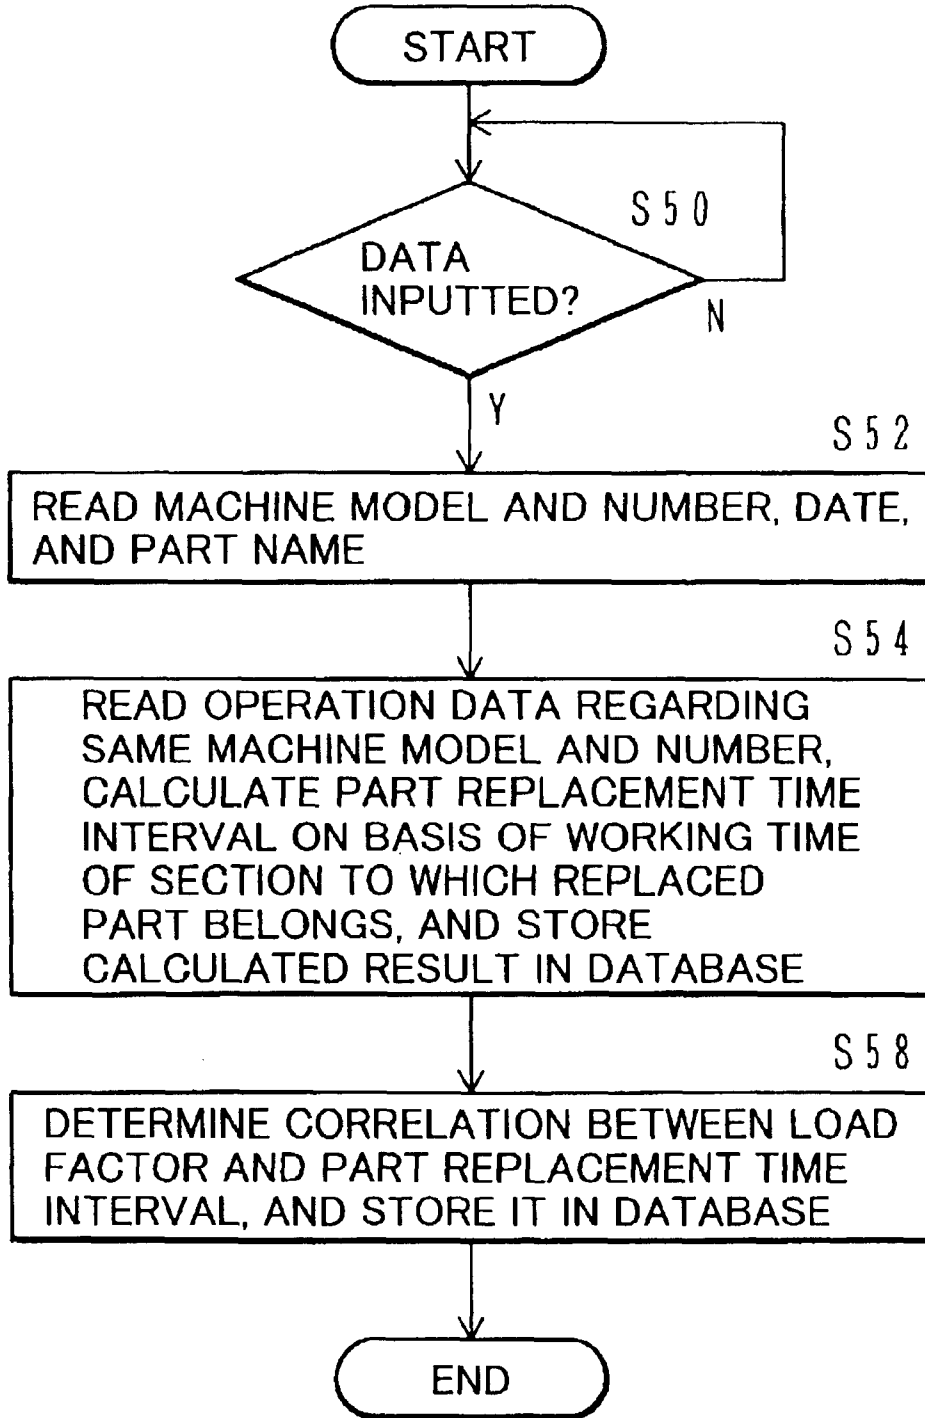 START
S50
DATA
INPUTTED?
N
Y
S52
READ MACHINE MODEL AND NUMBER, DATE,
AND PART NAME
S54
READ OPERATION DATA REGARDING
SAME MACHINE MODEL AND NUMBER,
CALCULATE PART REPLACEMENT TIME
INTERVAL ON BASIS OF WORKING TIME
OF SECTION TO WHICH REPLACED
PART BELONGS, AND STORE
CALCULATED RESULT IN DATABASE
S58
DETERMINE CORRELATION BETWEEN LOAD
FACTOR AND PART REPLACEMENT TIME
INTERVAL, AND STORE IT IN DATABASE
END